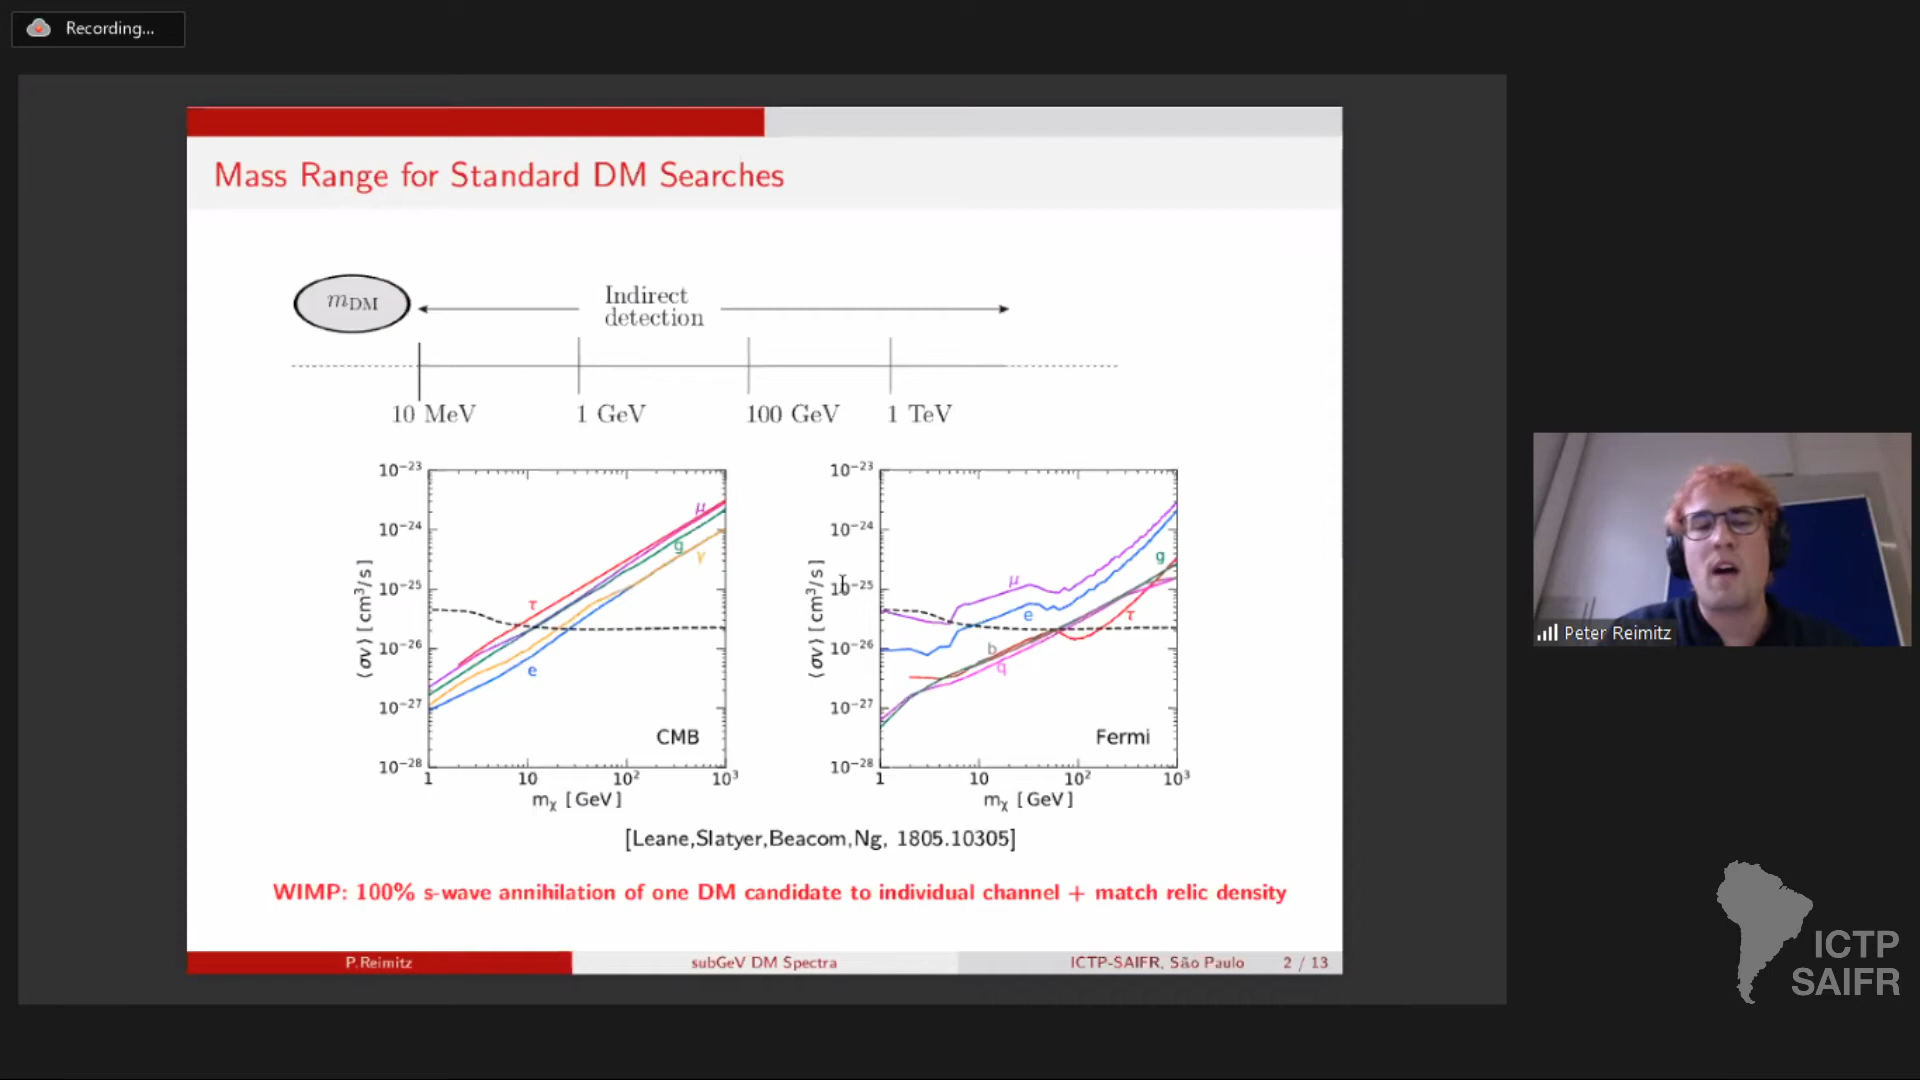 Recording...
Mass Range for Standard DM Searches
mDM
Indirect
detection
10 MeV
1 GeV
100 GeV
1 TeV
10⁻²³
10⁻²⁴
10⁻²⁵
10⁻²⁶
10⁻²⁷
10⁻²⁸
⟨σv⟩ [cm³/s]
μ
g
γ
τ
e
CMB
1
10
10²
10³
mχ [GeV]
10⁻²³
10⁻²⁴
10⁻²⁵
10⁻²⁶
10⁻²⁷
10⁻²⁸
⟨σv⟩ [cm³/s]
g
μ
e
τ
b
q
Fermi
1
10
10²
10³
mχ [GeV]
[Leane,Slatyer,Beacom,Ng, 1805.10305]
WIMP: 100% s-wave annihilation of one DM candidate to individual channel + match relic density
P.Reimitz
subGeV DM Spectra
ICTP-SAIFR, São Paulo
2 / 13
Peter Reimitz
ICTP
SAIFR